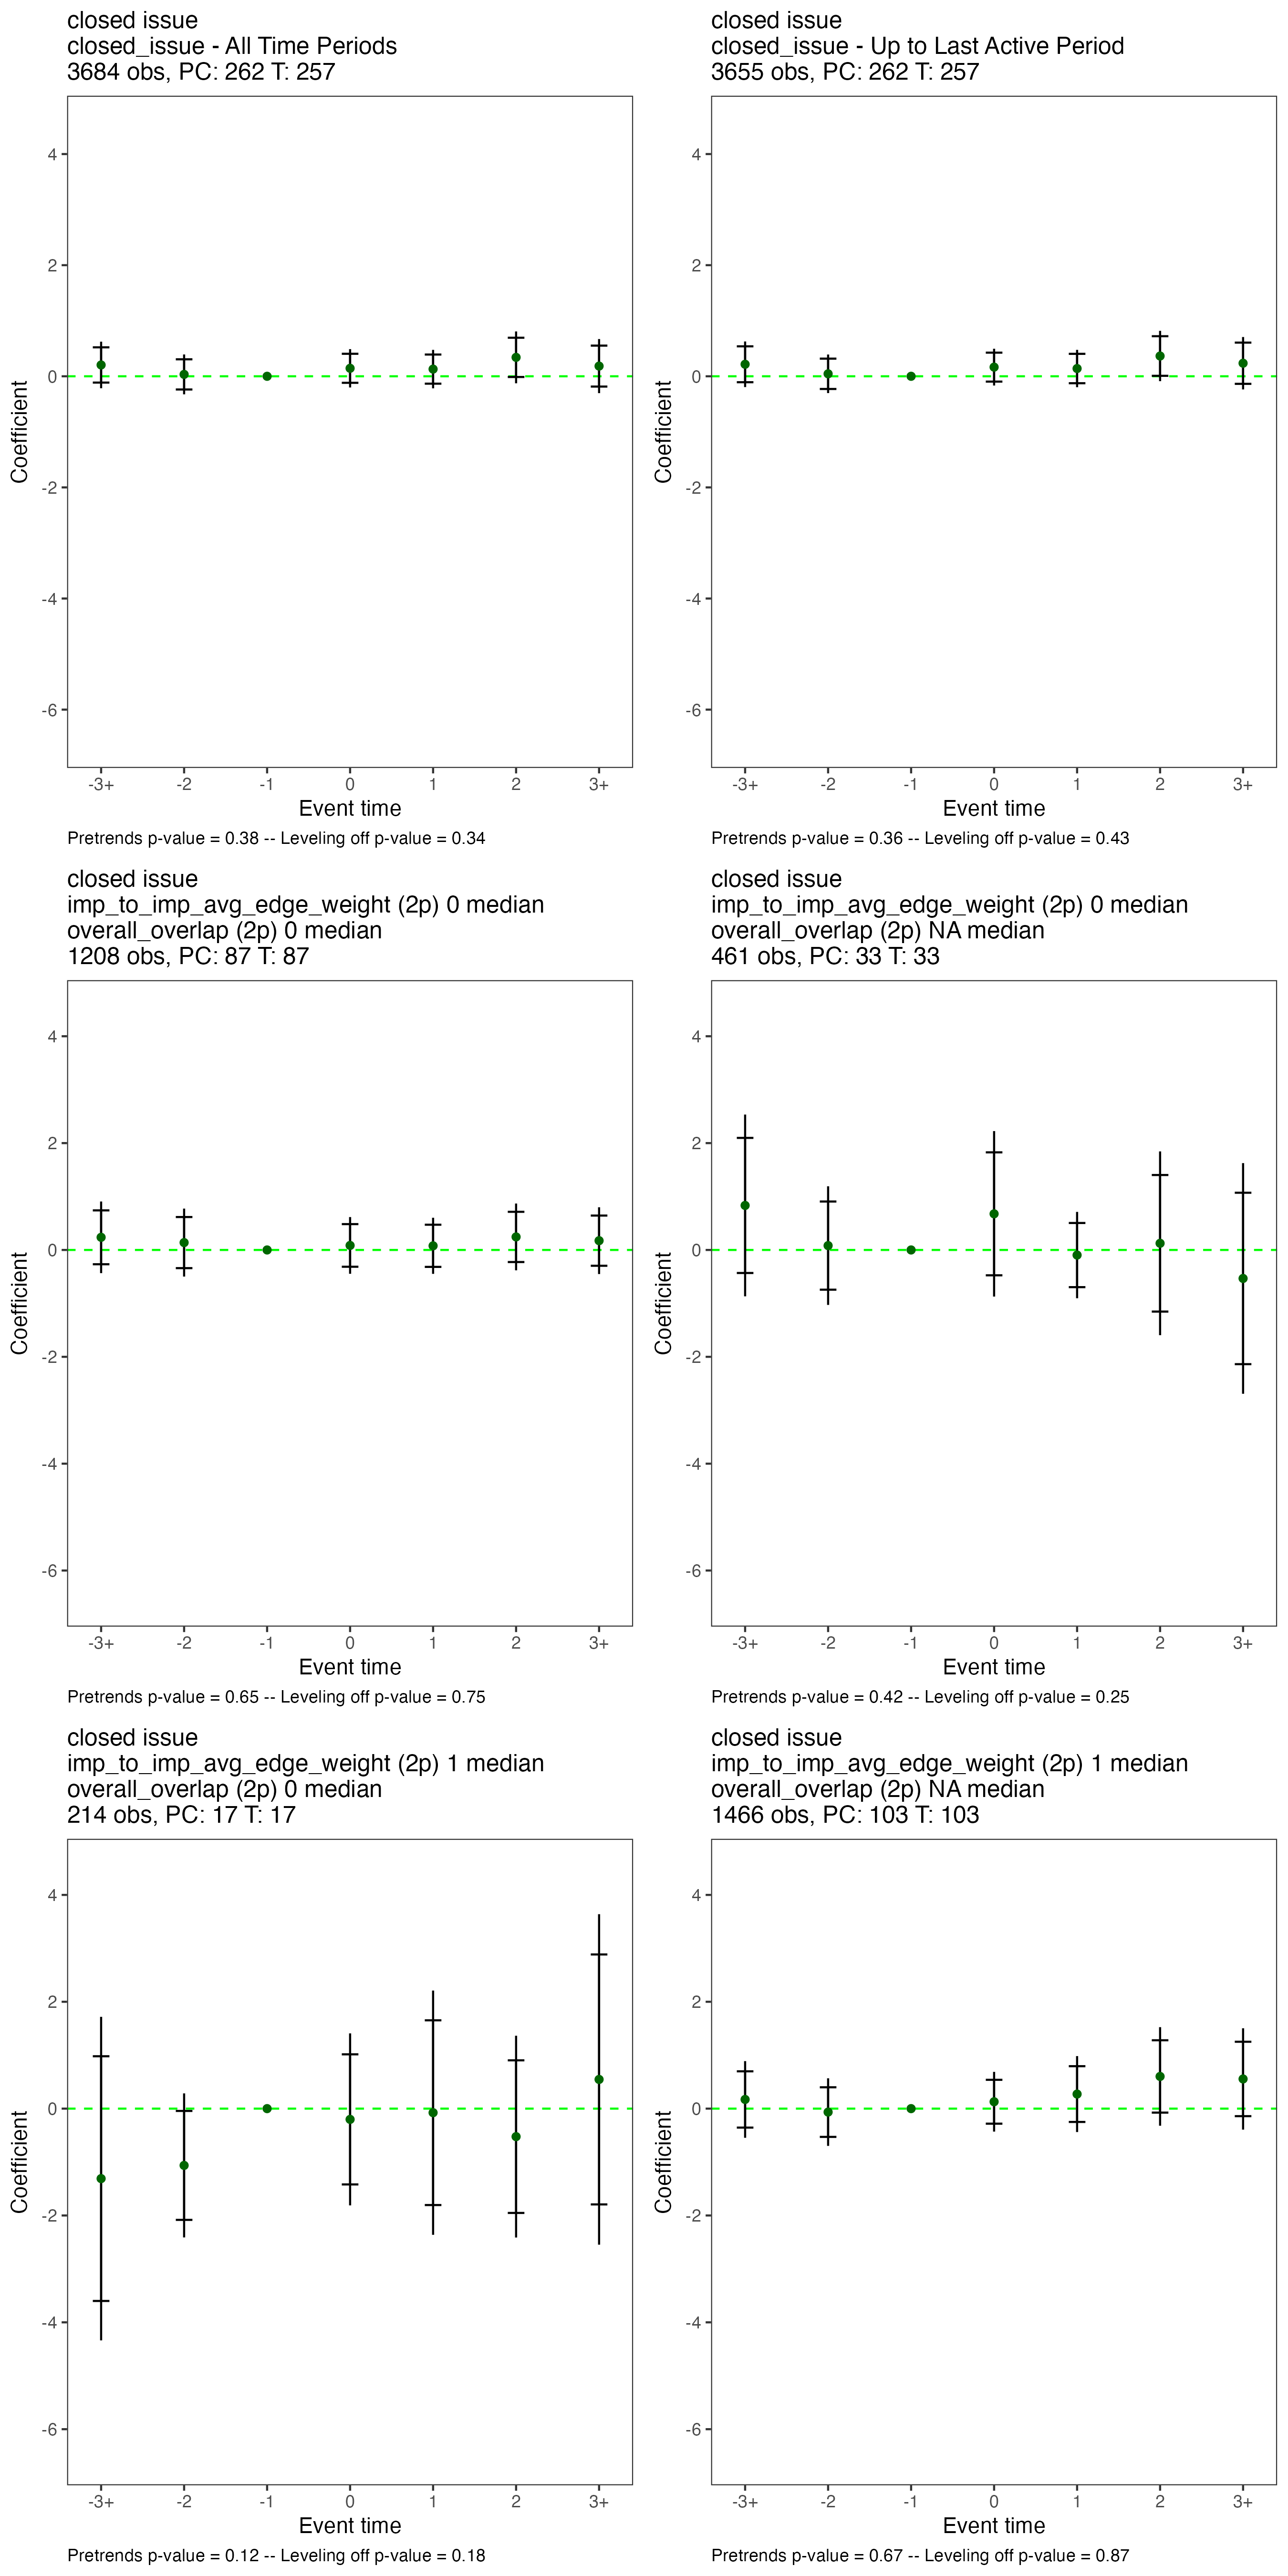 closed issue
closed_issue - All Time Periods
3684 obs, PC: 262 T: 257
4
2
0
-2
-4
-6
Coefficient
-3+ -2 -1 0 1 2 3+
Event time
Pretrends p-value = 0.38 -- Leveling off p-value = 0.34
closed issue
closed_issue - Up to Last Active Period
3655 obs, PC: 262 T: 257
4
2
0
-2
-4
-6
Coefficient
-3+ -2 -1 0 1 2 3+
Event time
Pretrends p-value = 0.36 -- Leveling off p-value = 0.43
closed issue
imp_to_imp_avg_edge_weight (2p) 0 median
overall_overlap (2p) 0 median
1208 obs, PC: 87 T: 87
4
2
0
-2
-4
-6
Coefficient
-3+ -2 -1 0 1 2 3+
Event time
Pretrends p-value = 0.65 -- Leveling off p-value = 0.75
closed issue
imp_to_imp_avg_edge_weight (2p) 0 median
overall_overlap (2p) NA median
461 obs, PC: 33 T: 33
4
2
0
-2
-4
-6
Coefficient
-3+ -2 -1 0 1 2 3+
Event time
Pretrends p-value = 0.42 -- Leveling off p-value = 0.25
closed issue
imp_to_imp_avg_edge_weight (2p) 1 median
overall_overlap (2p) 0 median
214 obs, PC: 17 T: 17
4
2
0
-2
-4
-6
Coefficient
-3+ -2 -1 0 1 2 3+
Event time
Pretrends p-value = 0.12 -- Leveling off p-value = 0.18
closed issue
imp_to_imp_avg_edge_weight (2p) 1 median
overall_overlap (2p) NA median
1466 obs, PC: 103 T: 103
4
2
0
-2
-4
-6
Coefficient
-3+ -2 -1 0 1 2 3+
Event time
Pretrends p-value = 0.67 -- Leveling off p-value = 0.87